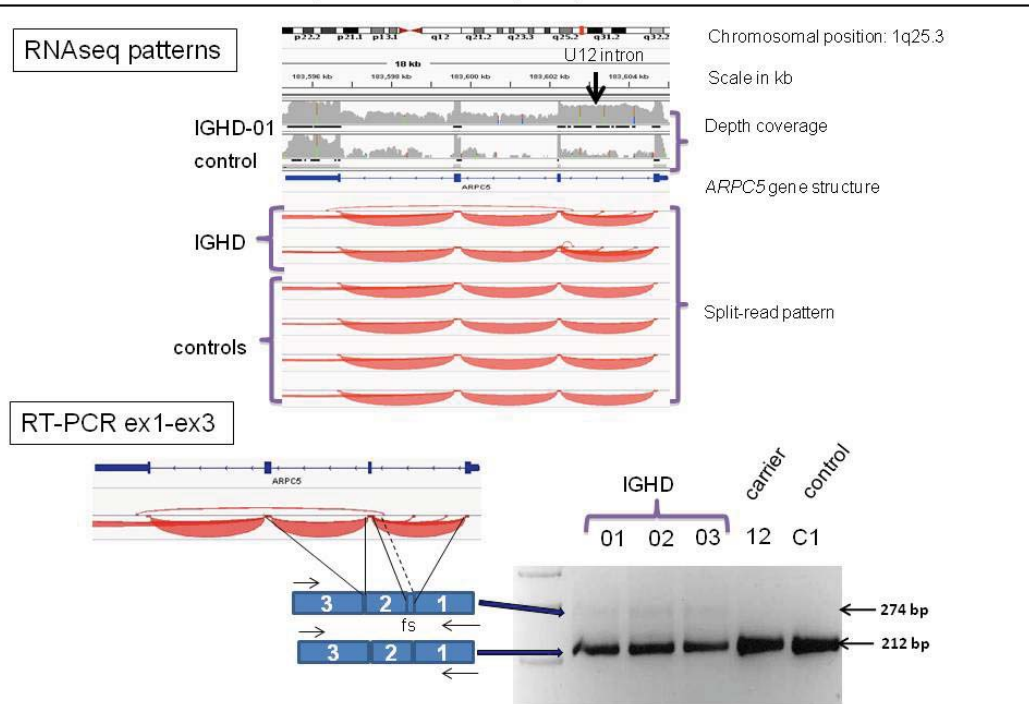 RNAseq patterns
p22.2 p21.1 p13.1 q12 q21.2 q23.3 q25.2 q31.2 q32.2
Chromosomal position: 1q25.3
18 kb
U12 intron
Scale in kb
183,596 kb 183,598 kb 183,600 kb 183,602 kb 183,604 kb
IGHD-01
Depth coverage
control
ARPC5
ARPC5 gene structure
IGHD
Split-read pattern
controls
RT-PCR ex1-ex3
ARPC5
IGHD
carrier
control
01 02 03 12 C1
3 2 1
fs
274 bp
3 2 1
212 bp